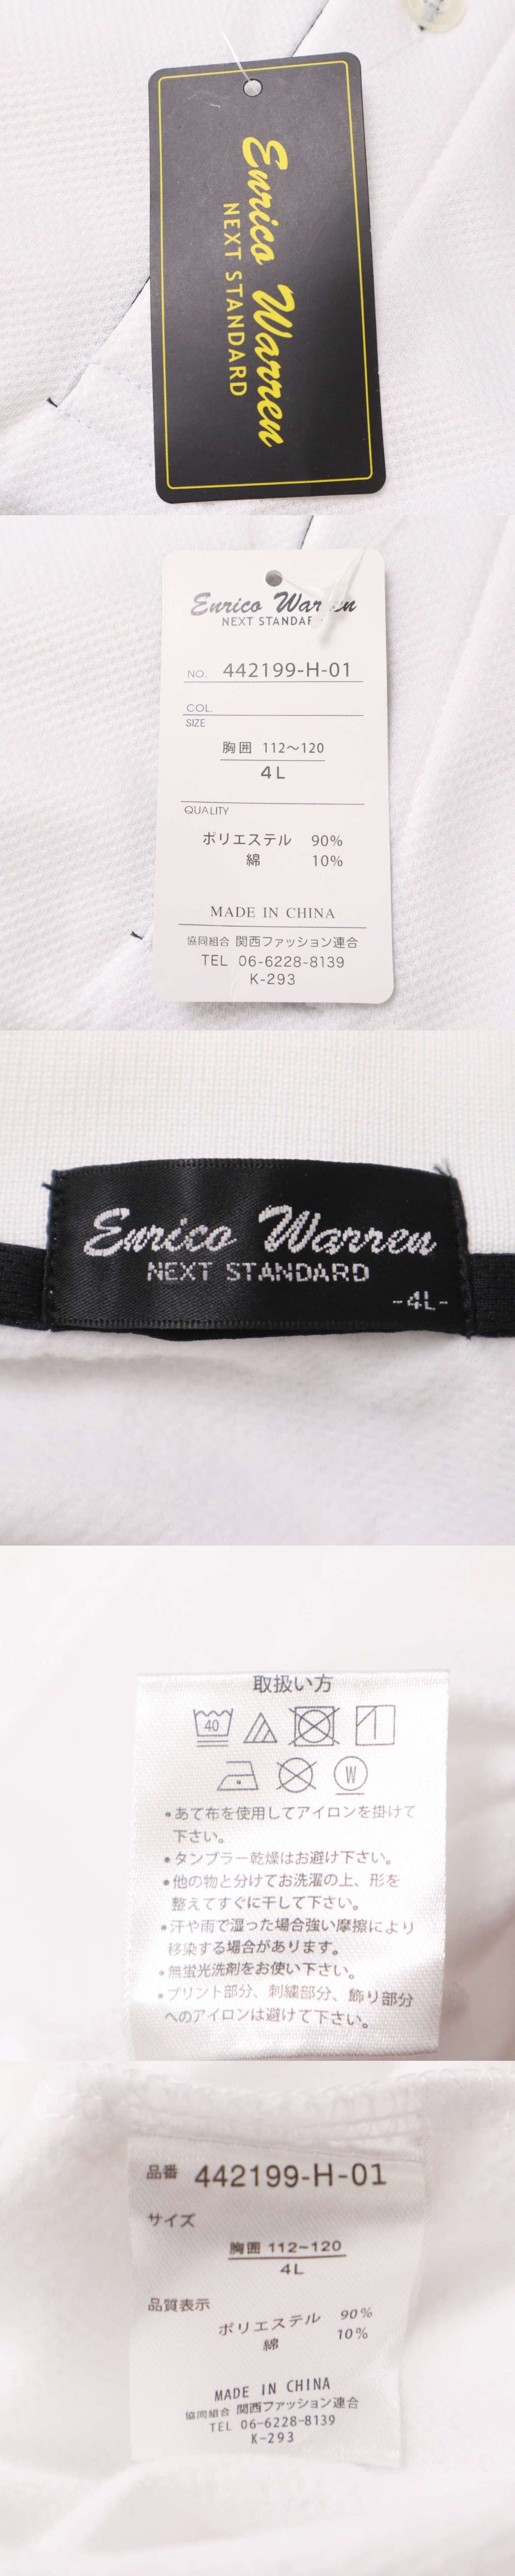 Enrico Warren
NEXT STANDARD
Enrico Warren
NEXT STANDAR
NO. 442199-H-01
COL.
SIZE
胸囲 112～120
4L
QUALITY
ポリエステル 90%
綿 10%
MADE IN CHINA
協同組合 関西ファッション連合
TEL 06-6228-8139
K-293
Enrico Warren
NEXT STANDARD
-4L-
取扱い方
40
W
•あて布を使用してアイロンを掛けて
下さい。
•タンブラー乾燥はお避け下さい。
•他の物と分けてお洗濯の上、形を
整えてすぐに干して下さい。
•汗や雨で湿った場合強い摩擦により
移染する場合があります。
•無蛍光洗剤をお使い下さい。
•プリント部分、刺繍部分、飾り部分
へのアイロンは避けて下さい。
品番 442199-H-01
サイズ
胸囲 112~120
4L
品質表示
ポリエステル 90%
綿 10%
MADE IN CHINA
協同組合 関西ファッション連合
TEL 06-6228-8139
K-293